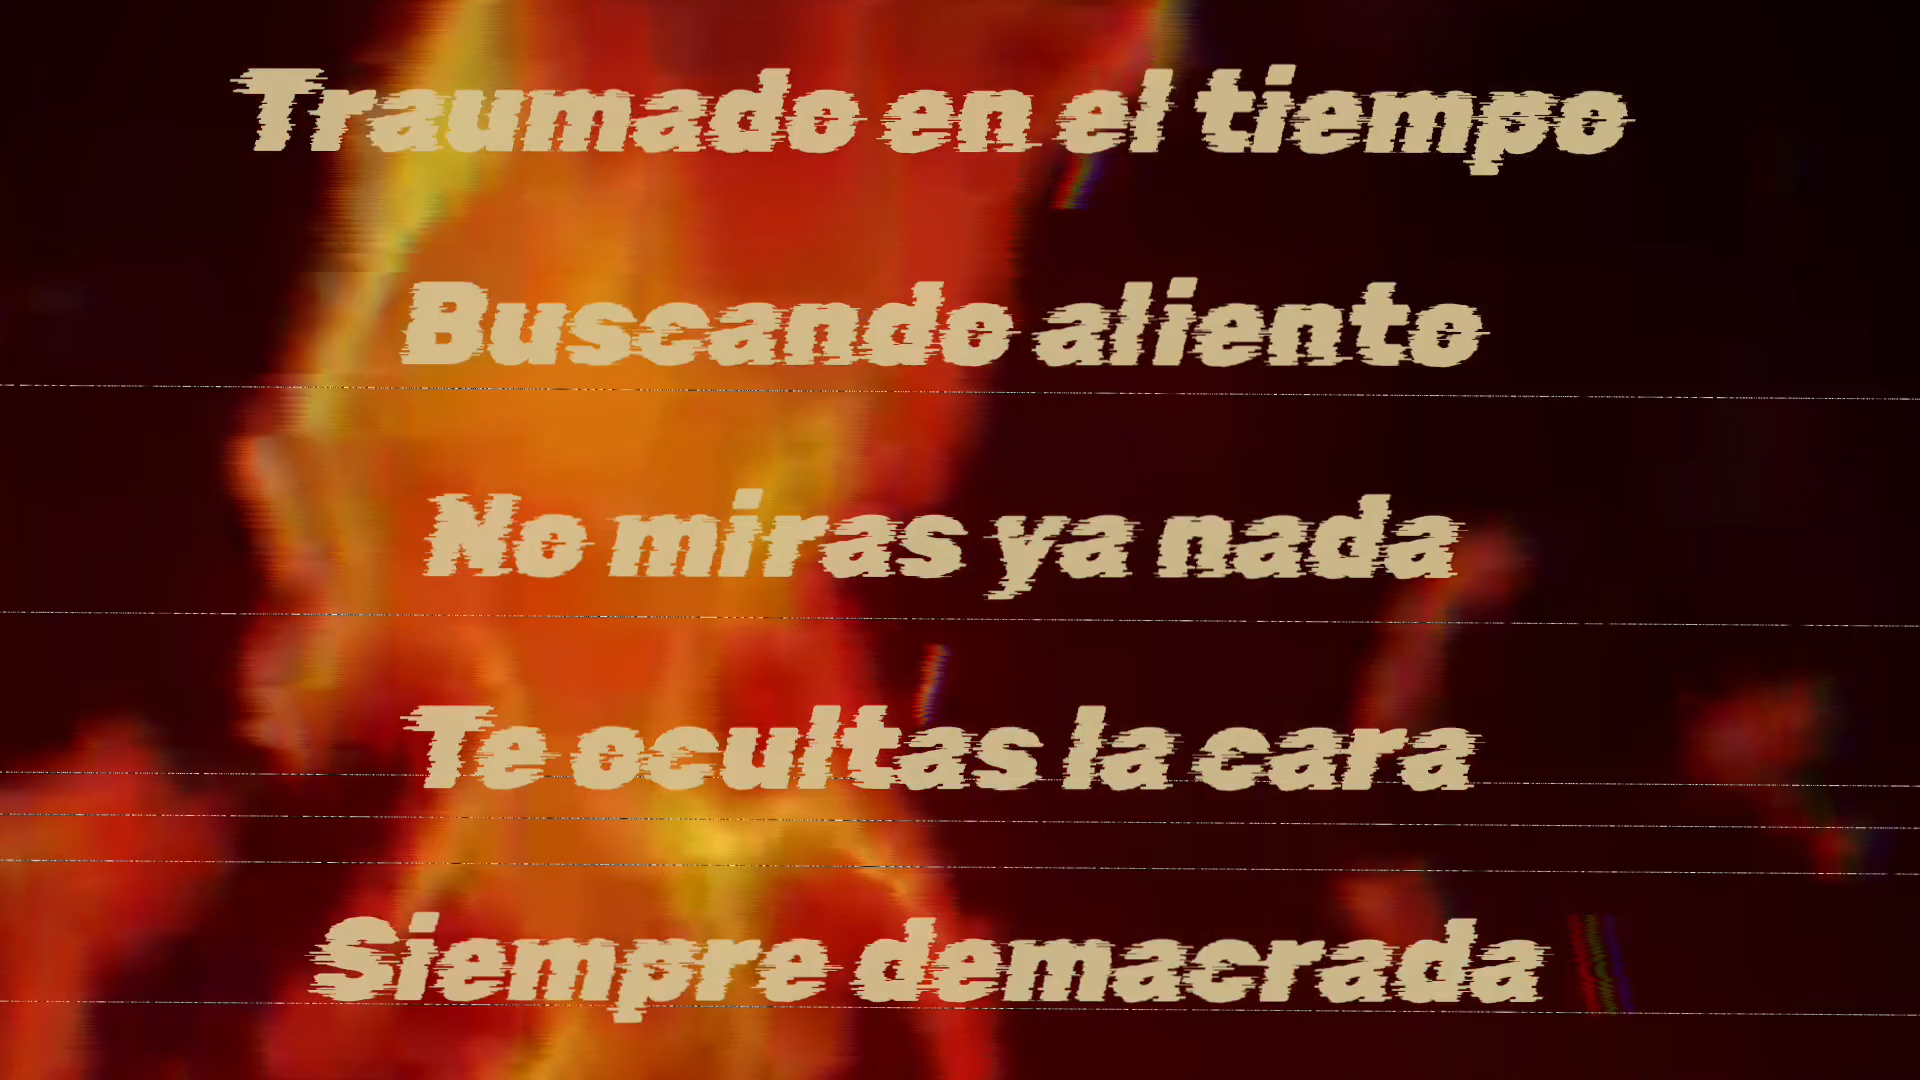 Traumado en el tiempo
Buscando aliento
No miras ya nada
Te ocultas la cara
Siempre demacrada